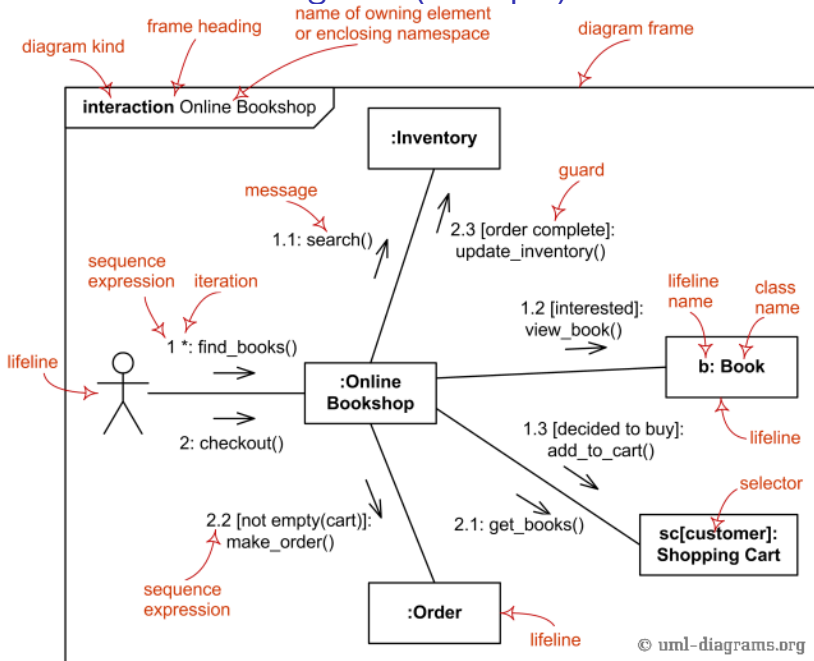 name of owning element
or enclosing namespace
frame heading
diagram frame
diagram kind
interaction Online Bookshop
:Inventory
guard
message
2.3 [order complete]:
update_inventory()
1.1: search()
sequence
expression
iteration
lifeline
name
class
name
1.2 [interested]:
view_book()
1 *: find_books()
lifeline
b: Book
:Online
Bookshop
2: checkout()
1.3 [decided to buy]:
add_to_cart()
lifeline
selector
2.2 [not empty(cart)]:
make_order()
2.1: get_books()
sc[customer]:
Shopping Cart
sequence
expression
:Order
lifeline
© uml-diagrams.org